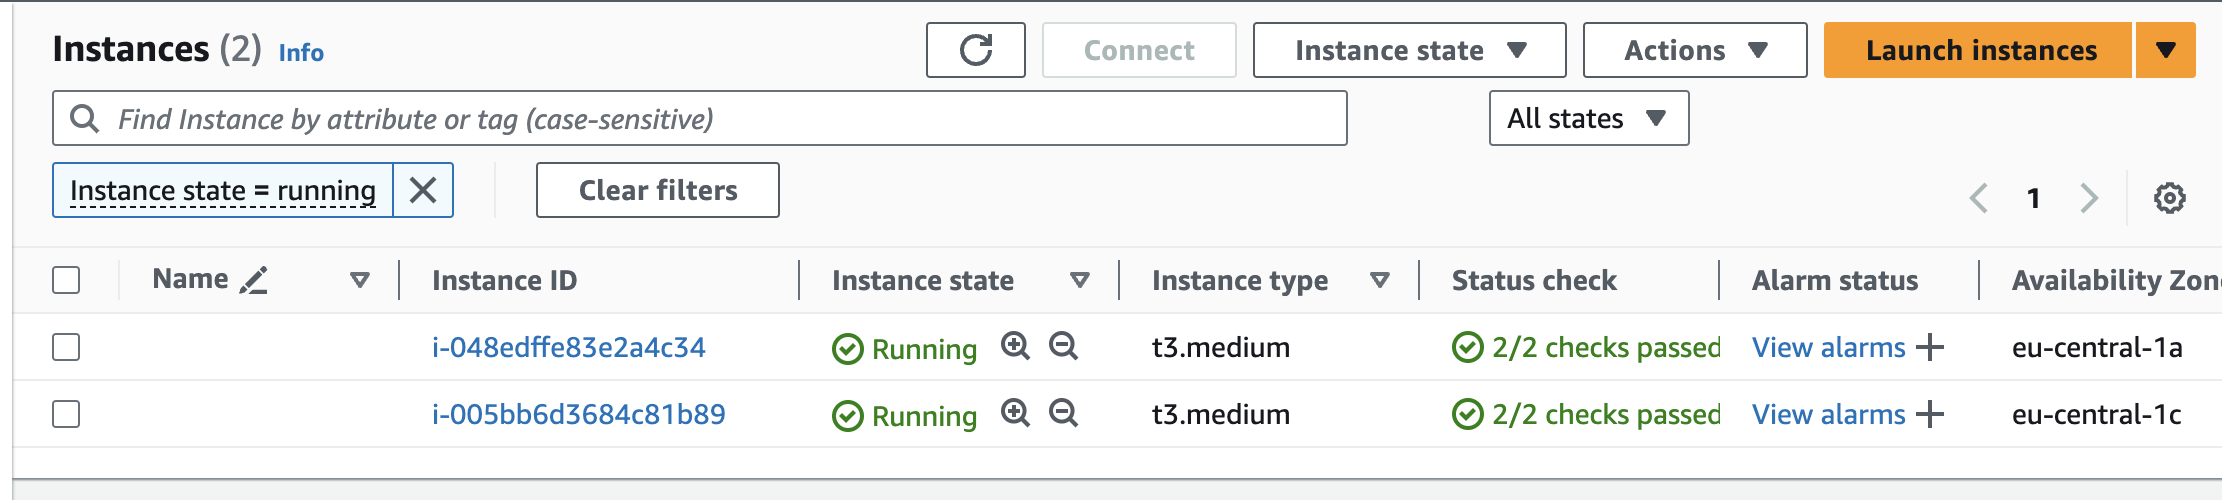 Instances (2) Info
Connect
Instance state
Actions
Launch instances
Find Instance by attribute or tag (case-sensitive)
All states
Instance state = running
Clear filters
1
Name Instance ID Instance state Instance type Status check Alarm status Availability Zon
i-048edffe83e2a4c34 Running t3.medium 2/2 checks passed View alarms + eu-central-1a
i-005bb6d3684c81b89 Running t3.medium 2/2 checks passed View alarms + eu-central-1c